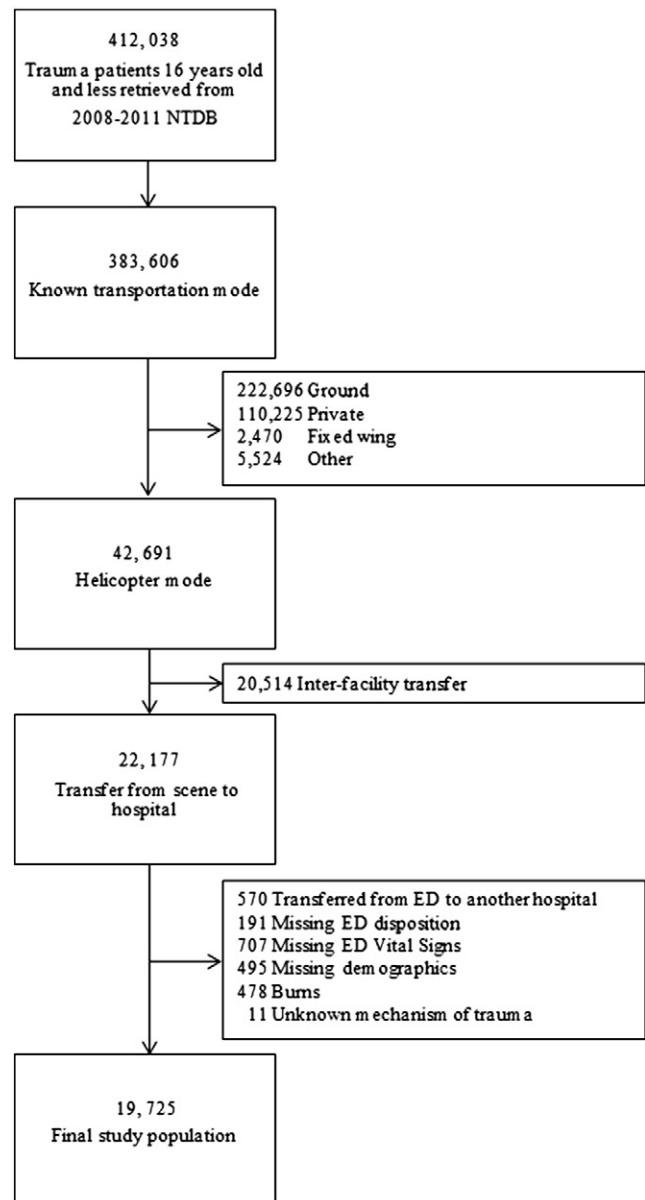 412,038
Trauma patients 16 years old
and less retrieved from
2008-2011 NTDB
383,606
Known transportation mode
222,696 Ground
110,225 Private
2,470 Fixed wing
5,524 Other
42,691
Helicopter mode
20,514 Inter-facility transfer
22,177
Transfer from scene to
hospital
570 Transferred from ED to another hospital
191 Missing ED disposition
707 Missing ED Vital Signs
495 Missing demographics
478 Burns
11 Unknown mechanism of trauma
19,725
Final study population